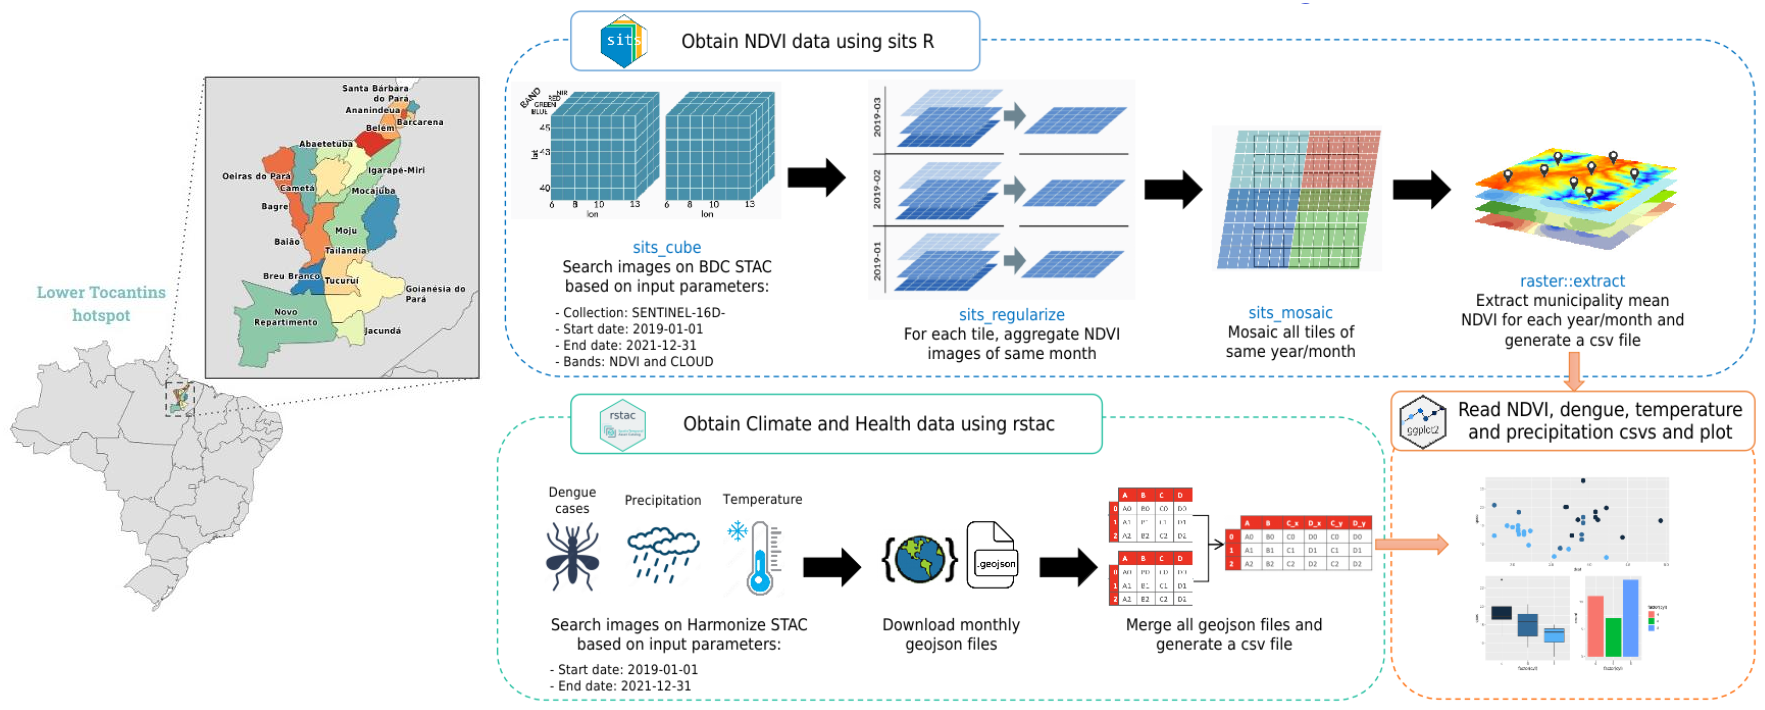 Lower Tocantins
hotspot
Santa Bárbara
do Pará
Ananindeua
Barcarena
Belém
Abaetetuba
Igarapé-Miri
Oeiras do Pará
Cametá
Mocajuba
Bagre
Moju
Baião
Tailândia
Breu Branco
Tucuruí
Goianésia do
Pará
Novo
Repartimento
Jacundá
sits
Obtain NDVI data using sits R
BAND
NIR
RED
GREEN
BLUE
45
43
40
lat
6 8 10 13
6 8 10 13
lon
lon
sits_cube
Search images on BDC STAC
based on input parameters:
- Collection: SENTINEL-16D-
- Start date: 2019-01-01
- End date: 2021-12-31
- Bands: NDVI and CLOUD
2019-03
2019-02
2019-01
sits_regularize
For each tile, aggregate NDVI
images of same month
sits_mosaic
Mosaic all tiles of
same year/month
raster::extract
Extract municipality mean
NDVI for each year/month and
generate a csv file
rstac
Obtain Climate and Health data using rstac
Dengue
cases
Precipitation
Temperature
Search images on Harmonize STAC
based on input parameters:
- Start date: 2019-01-01
- End date: 2021-12-31
{ }
.geojson
Download monthly
geojson files
A B C D
0 A0 B0 C0 D0
1 A1 B1 C1 D1
2 A2 B2 C2 D2
A B C D
0 A0 B0 C0 D0
1 A1 B1 C1 D1
2 A2 B2 C2 D2
A B C_x D_x C_y D_y
0 A0 B0 C0 D0 C0 D0
1 A1 B1 C1 D1 C1 D1
2 A2 B2 C2 D2 C2 D2
Merge all geojson files and
generate a csv file
ggplot2
Read NDVI, dengue, temperature
and precipitation csvs and plot
factor(cyl)
factor(cyl)
factor(cyl)